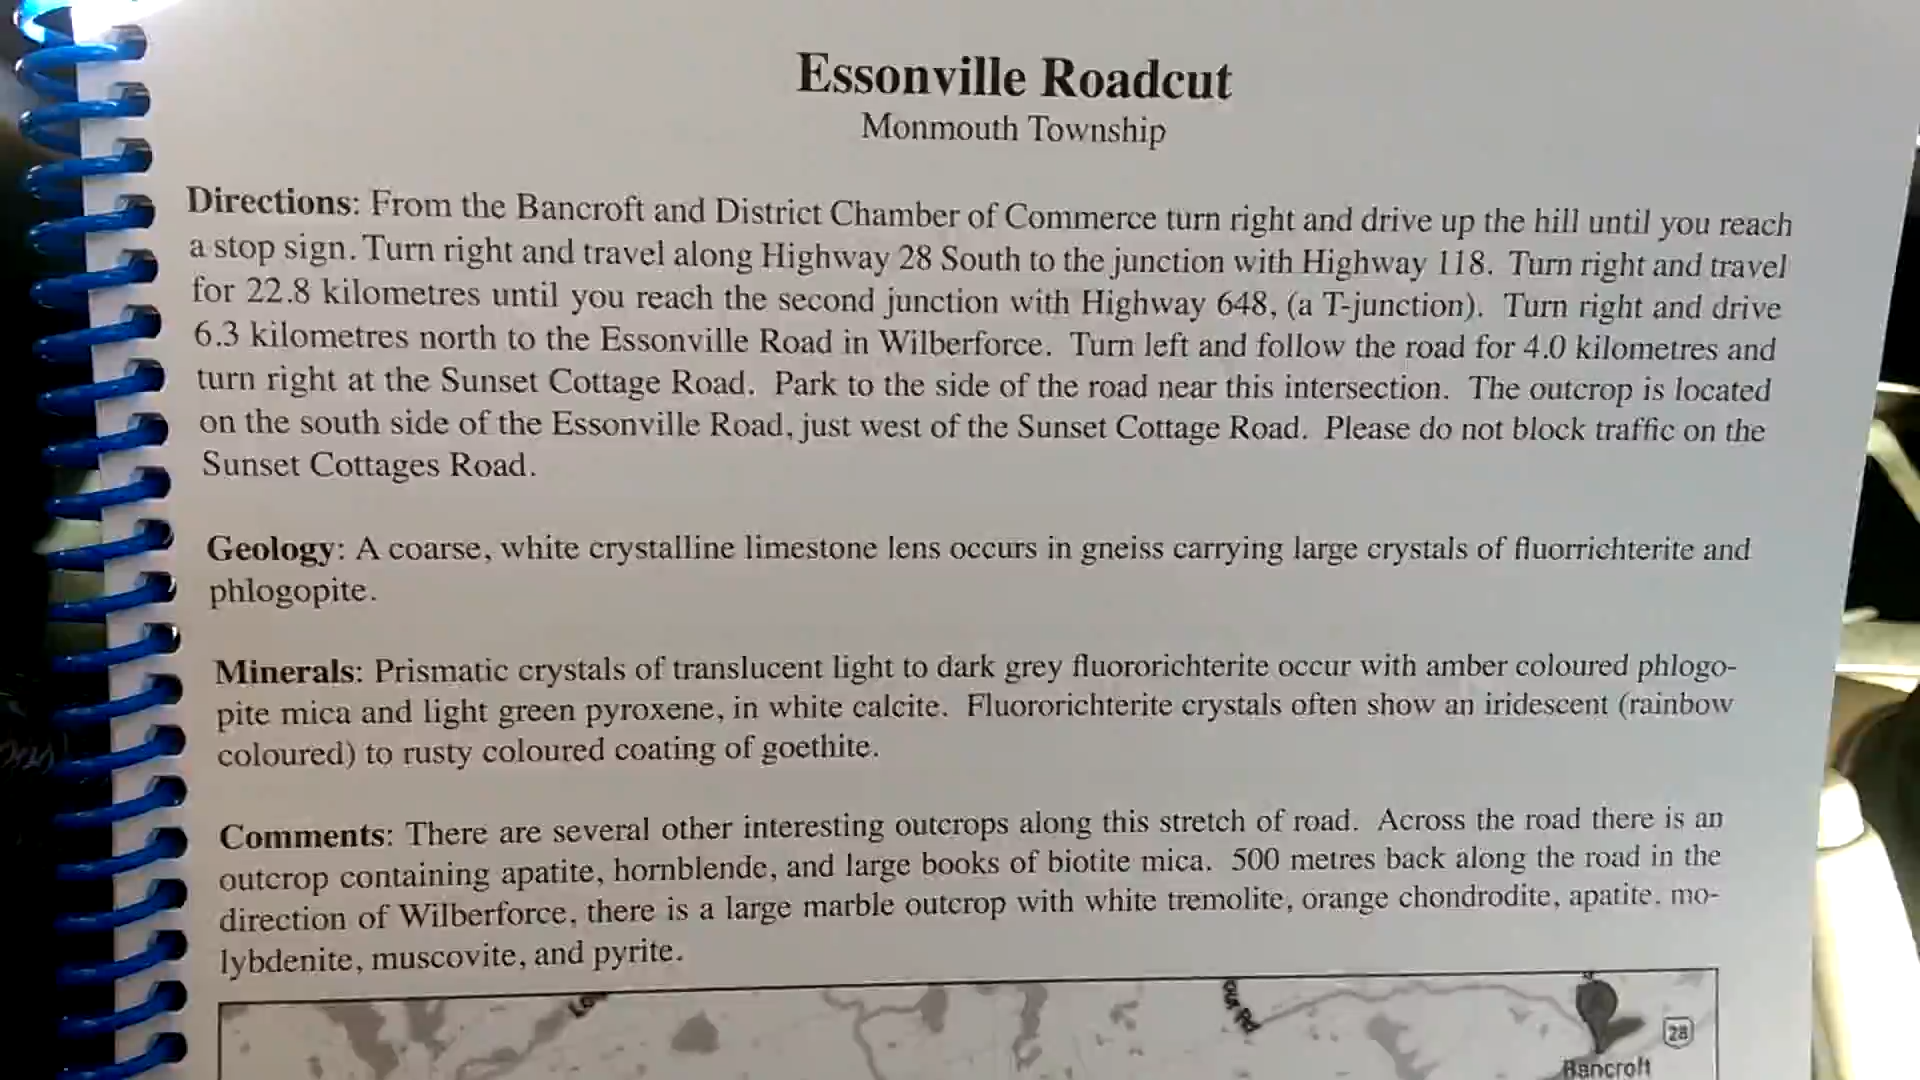 Essonville Roadcut
Monmouth Township
Directions: From the Bancroft and District Chamber of Commerce turn right and drive up the hill until you reach
a stop sign. Turn right and travel along Highway 28 South to the junction with Highway 118. Turn right and travel
for 22.8 kilometres until you reach the second junction with Highway 648, (a T-junction). Turn right and drive
6.3 kilometres north to the Essonville Road in Wilberforce. Turn left and follow the road for 4.0 kilometres and
turn right at the Sunset Cottage Road. Park to the side of the road near this intersection. The outcrop is located
on the south side of the Essonville Road, just west of the Sunset Cottage Road. Please do not block traffic on the
Sunset Cottages Road.
Geology: A coarse, white crystalline limestone lens occurs in gneiss carrying large crystals of fluorrichterite and
phlogopite.
Minerals: Prismatic crystals of translucent light to dark grey fluororichterite occur with amber coloured phlogo-
pite mica and light green pyroxene, in white calcite. Fluororichterite crystals often show an iridescent (rainbow
coloured) to rusty coloured coating of goethite.
Comments: There are several other interesting outcrops along this stretch of road. Across the road there is an
outcrop containing apatite, hornblende, and large books of biotite mica. 500 metres back along the road in the
direction of Wilberforce, there is a large marble outcrop with white tremolite, orange chondrodite, apatite, mo-
lybdenite, muscovite, and pyrite.
Rd
28
Bancroft